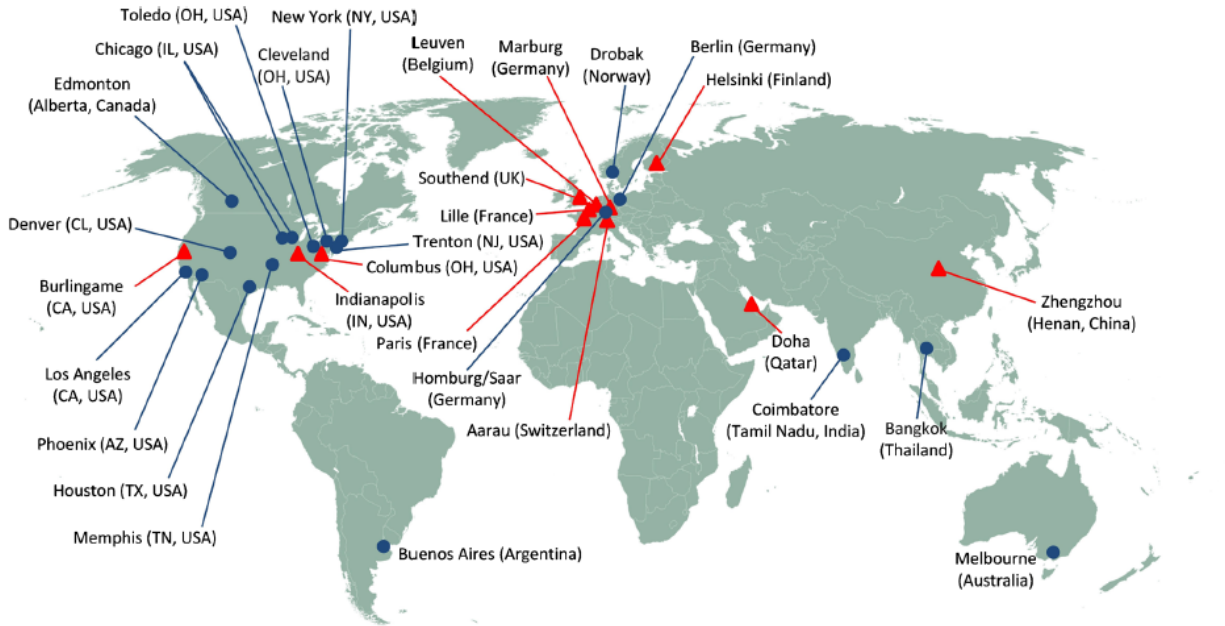 Toledo (OH, USA)
New York (NY, USA)
Chicago (IL, USA)
Cleveland
(OH, USA)
Leuven
(Belgium)
Marburg
(Germany)
Drobak
(Norway)
Berlin (Germany)
Helsinki (Finland)
Edmonton
(Alberta, Canada)
Southend (UK)
Lille (France)
Denver (CL, USA)
Trenton (NJ, USA)
Columbus (OH, USA)
Burlingame
(CA, USA)
Indianapolis
(IN, USA)
Paris (France)
Zhengzhou
(Henan, China)
Doha
(Qatar)
Los Angeles
(CA, USA)
Homburg/Saar
(Germany)
Aarau (Switzerland)
Coimbatore
(Tamil Nadu, India)
Bangkok
(Thailand)
Phoenix (AZ, USA)
Houston (TX, USA)
Memphis (TN, USA)
Buenos Aires (Argentina)
Melbourne
(Australia)